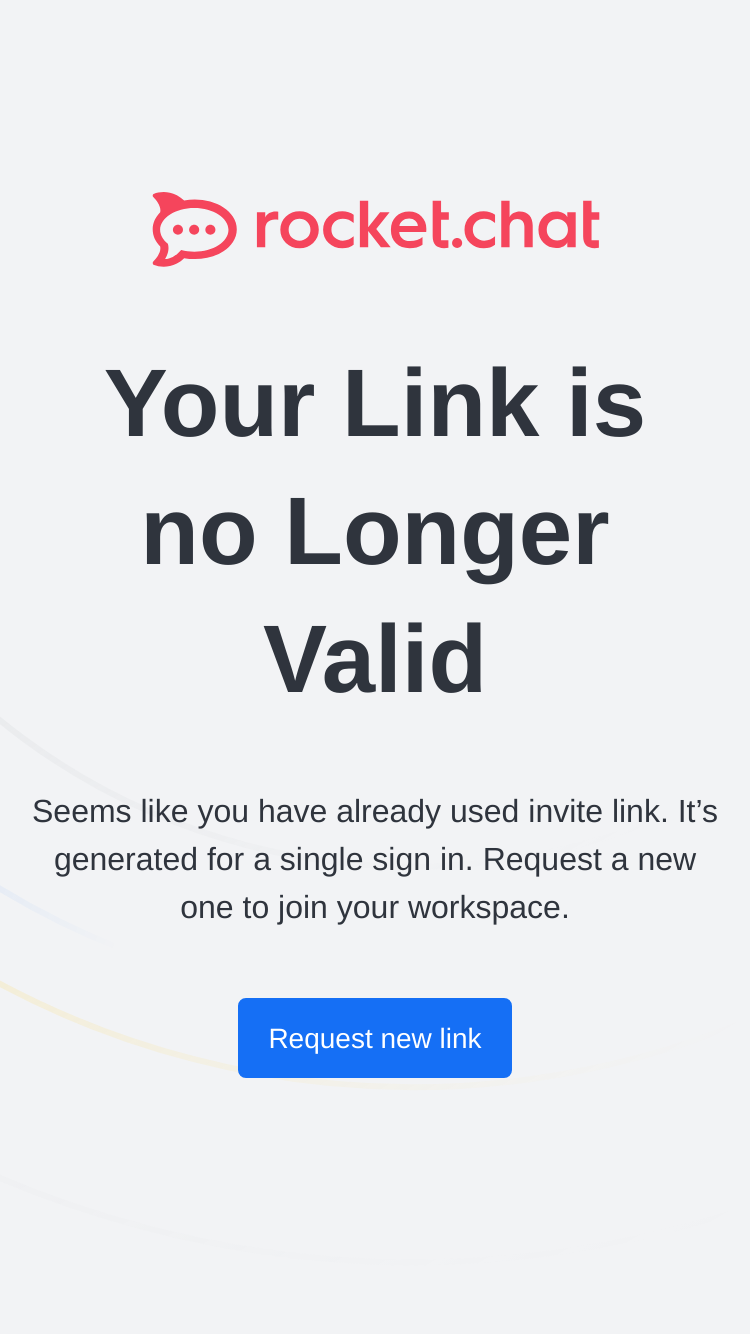 rocket.chat
Your Link is
no Longer
Valid
Seems like you have already used invite link. It’s
generated for a single sign in. Request a new
one to join your workspace.
Request new link